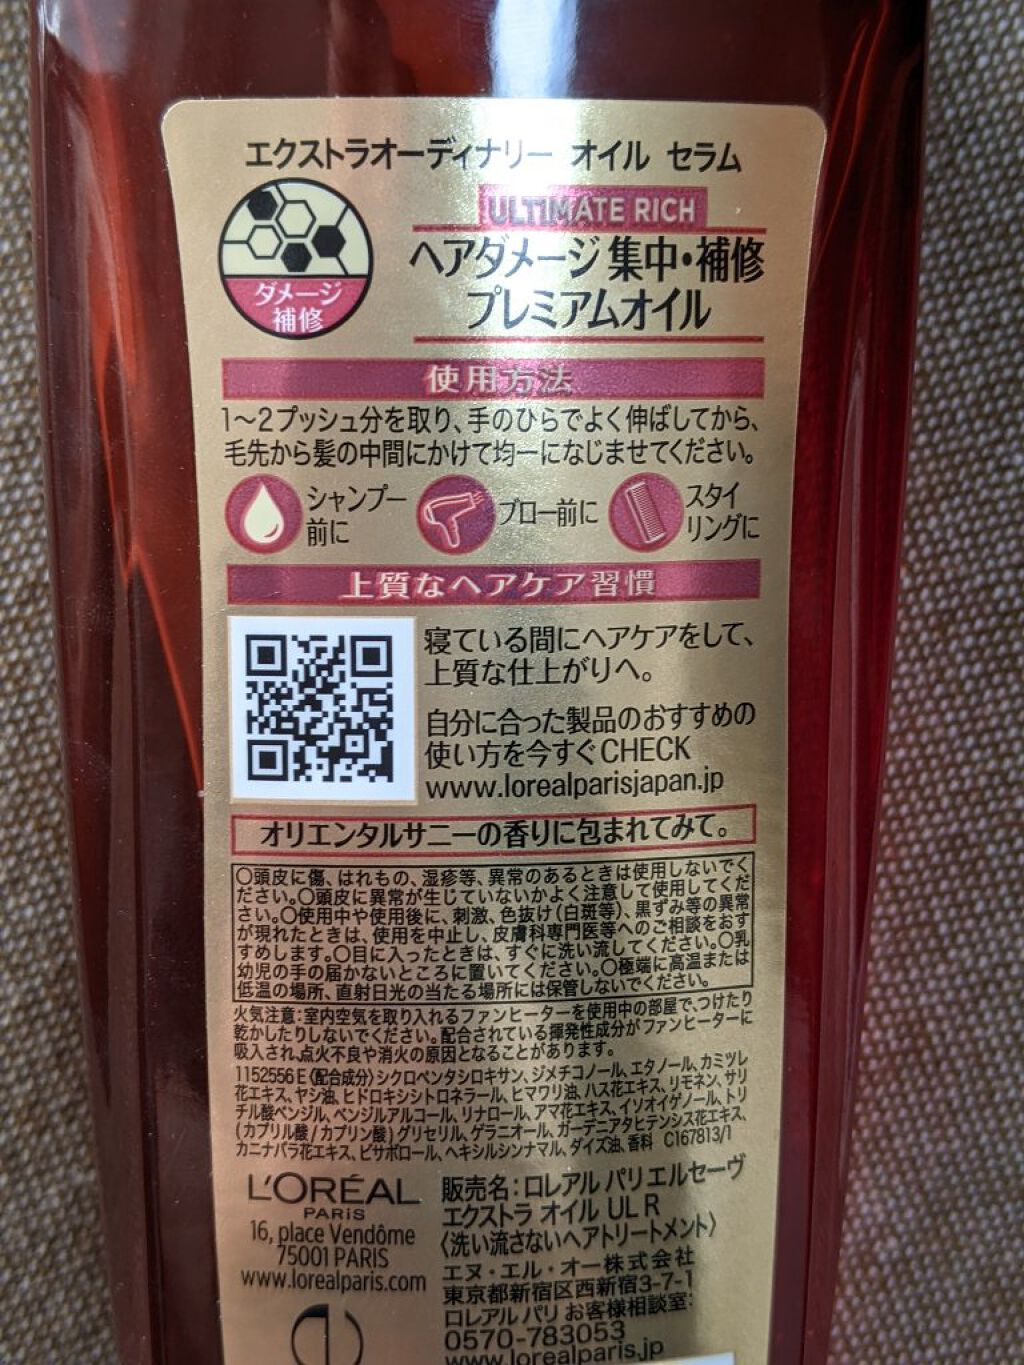 エクストラオーディナリー オイル セラム
ULTIMATE RICH
ヘアダメージ 集中・補修
プレミアムオイル
ダメージ
補修
使用方法
1〜2プッシュ分を取り、手のひらでよく伸ばしてから、
毛先から髪の中間にかけて均一になじませてください。
シャンプー
前に
ブロー前に
スタイ
リングに
上質なヘアケア習慣
寝ている間にヘアケアをして、
上質な仕上がりへ。
自分に合った製品のおすすめの
使い方を今すぐCHECK
www.lorealparisjapan.jp
オリエンタルサニーの香りに包まれてみて。
〇頭皮に傷、はれもの、湿疹等、異常のあるときは使用しないでく
ださい。〇頭皮に異常が生じていないかよく注意して使用してくだ
さい。〇使用中や使用後に、刺激、色抜け(白斑等)、黒ずみ等の異常
が現れたときは、使用を中止し、皮膚科専門医等へのご相談をおす
すめします。〇目に入ったときは、すぐに洗い流してください。〇乳
幼児の手の届かないところに置いてください。〇極端に高温または
低温の場所、直射日光の当たる場所には保管しないでください。
火気注意:室内空気を取り入れるファンヒーターを使用中の部屋で、つけたり
乾かしたりしないでください。配合されている揮発性成分がファンヒーターに
吸入され、点火不良や消火の原因となることがあります。
1152556 E〈配合成分〉シクロペンタシロキサン、ジメチコノール、エタノール、カミツレ
花エキス、ヤシ油、ヒドロキシシトロネラール、ヒマワリ油、ハス花エキス、リモネン、サリ
チル酸ベンジル、ベンジルアルコール、リナロール、アマ花エキス、イソオイゲノール、トリ
(カプリル酸/カプリン酸)グリセリル、ゲラニオール、ガーデニアタヒテンシス花エキス、
カニナバラ花エキス、ビサボロール、ヘキシルシンナマル、ダイズ油、香料 C167813/1
L'ORÉAL
PARIS
16, place Vendôme
75001 PARIS
www.lorealparis.com
販売名:ロレアル パリ エルセーヴ
エクストラ オイル UL R
〈洗い流さないヘアトリートメント〉
エヌ・エル・オー株式会社
東京都新宿区西新宿3-7-1
ロレアル パリ お客様相談室:
0570-783053
www.lorealparis.jp